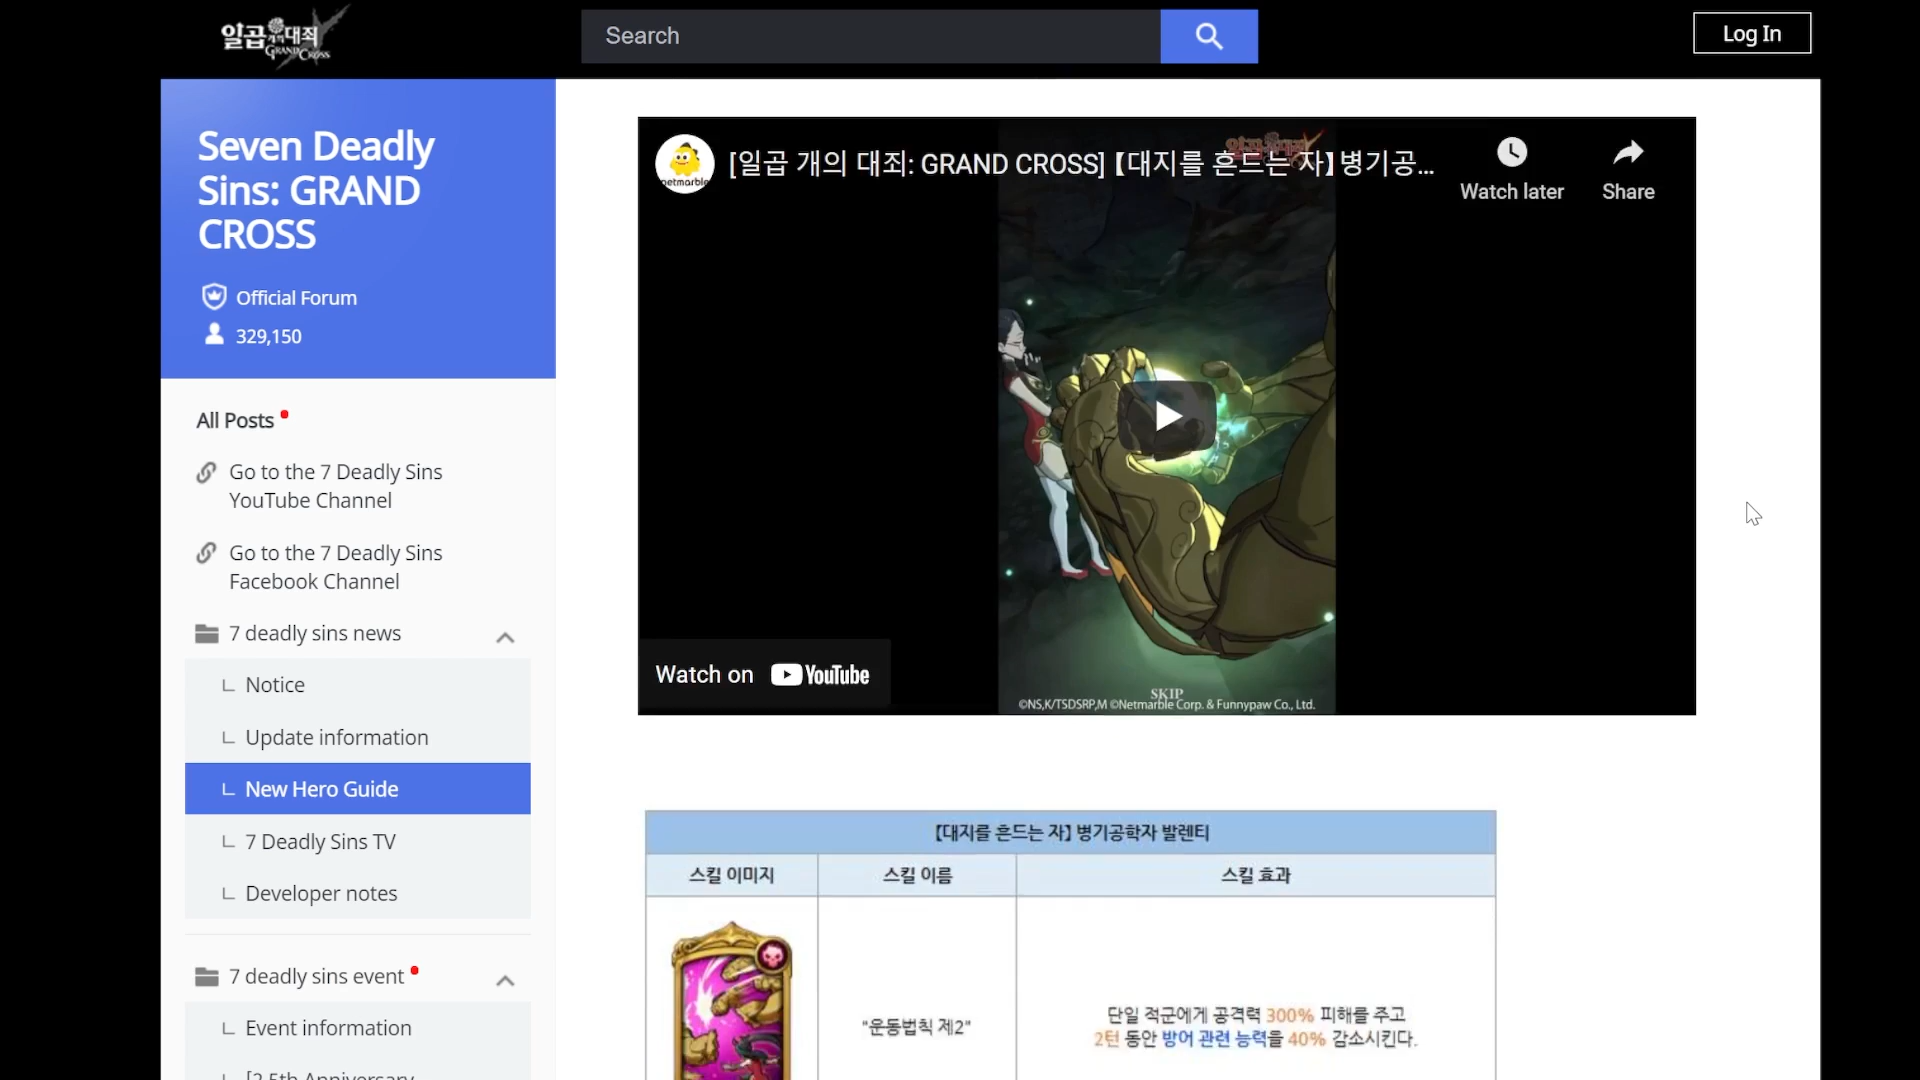 일곱개의대죄
GRAND CROSS
Search
Log In
Seven Deadly
Sins: GRAND
CROSS
Official Forum
329,150
All Posts
Go to the 7 Deadly Sins
YouTube Channel
Go to the 7 Deadly Sins
Facebook Channel
7 deadly sins news
Notice
Update information
New Hero Guide
7 Deadly Sins TV
Developer notes
7 deadly sins event
Event information
[2.5th Anniversary
netmarble
[일곱 개의 대죄: GRAND CROSS] 【대지를 흔드는 자】 병기공...
Watch later
Share
Watch on YouTube
SKIP
©NS,K/TSDSRP,M ©Netmarble Corp. & Funnypaw Co., Ltd.
【대지를 흔드는 자】 병기공학자 발렌티
스킬 이미지
스킬 이름
스킬 효과
"운동법칙 제2"
단일 적군에게 공격력 300% 피해를 주고
2턴 동안 방어 관련 능력을 40% 감소시킨다.